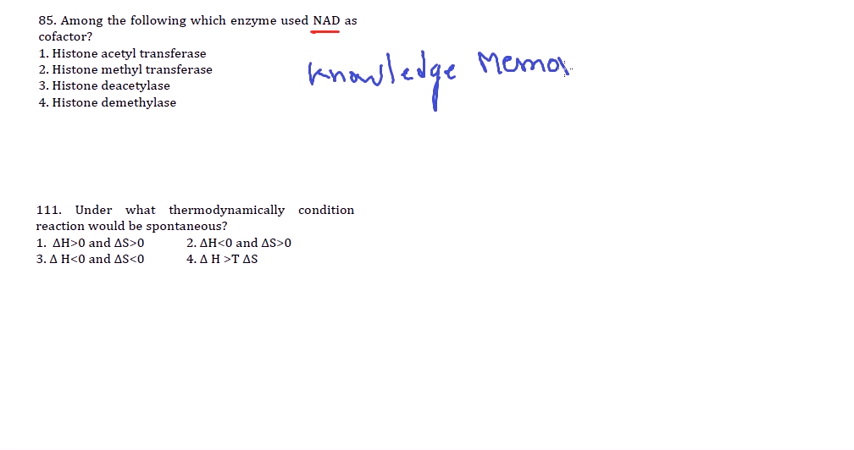 85. Among the following which enzyme used NAD as
cofactor?
1. Histone acetyl transferase
2. Histone methyl transferase
3. Histone deacetylase
4. Histone demethylase
Knowledge
111. Under what thermodynamically condition
reaction would be spontaneous?
1. ΔH>0 and ΔS>0 2. ΔH<0 and ΔS>0
3. Δ H<0 and ΔS<0 4. Δ H >T ΔS